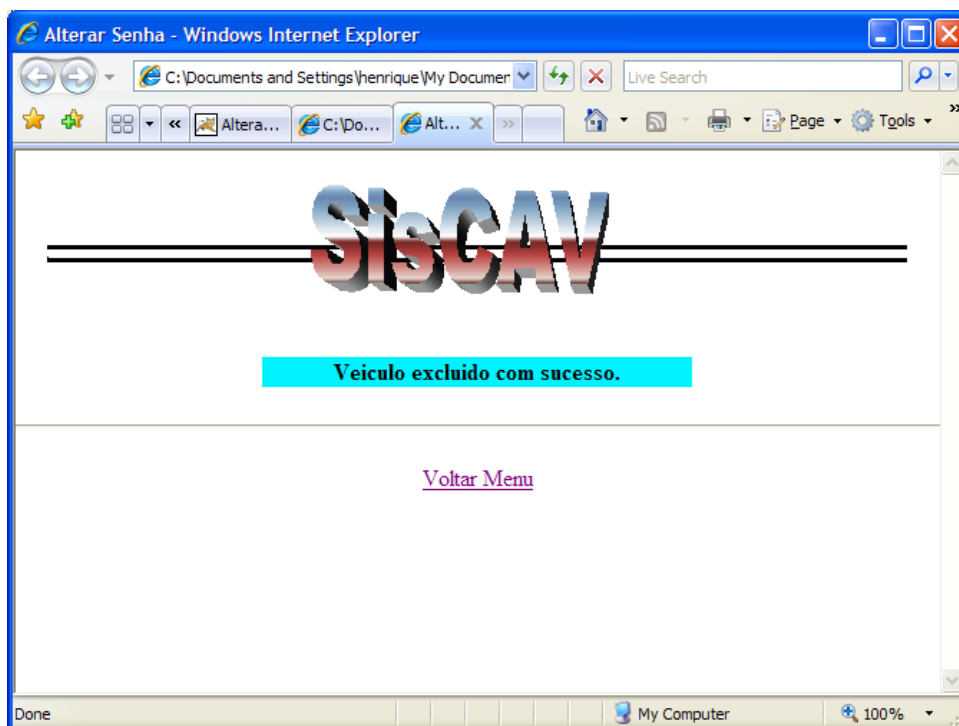 Alterar Senha - Windows Internet Explorer
C:\Documents and Settings\henrique\My Documer
Live Search
Altera... C:\Do... Alt... Page Tools
SisCAV
Veiculo excluido com sucesso.
Voltar Menu
Done My Computer 100%